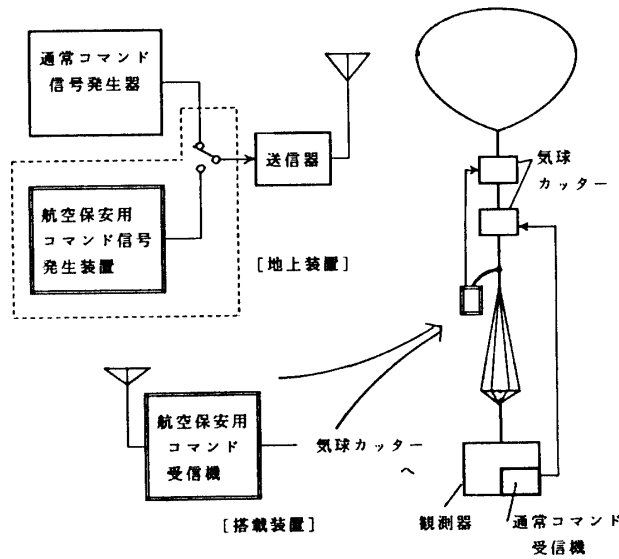 通常コマンド
信号発生器
送信器
航空保安用
コマンド信号
発生装置
[地上装置]
気球
カッター
航空保安用
コマンド
受信機
気球カッター
へ
[搭載装置]
観測器
通常コマンド
受信機